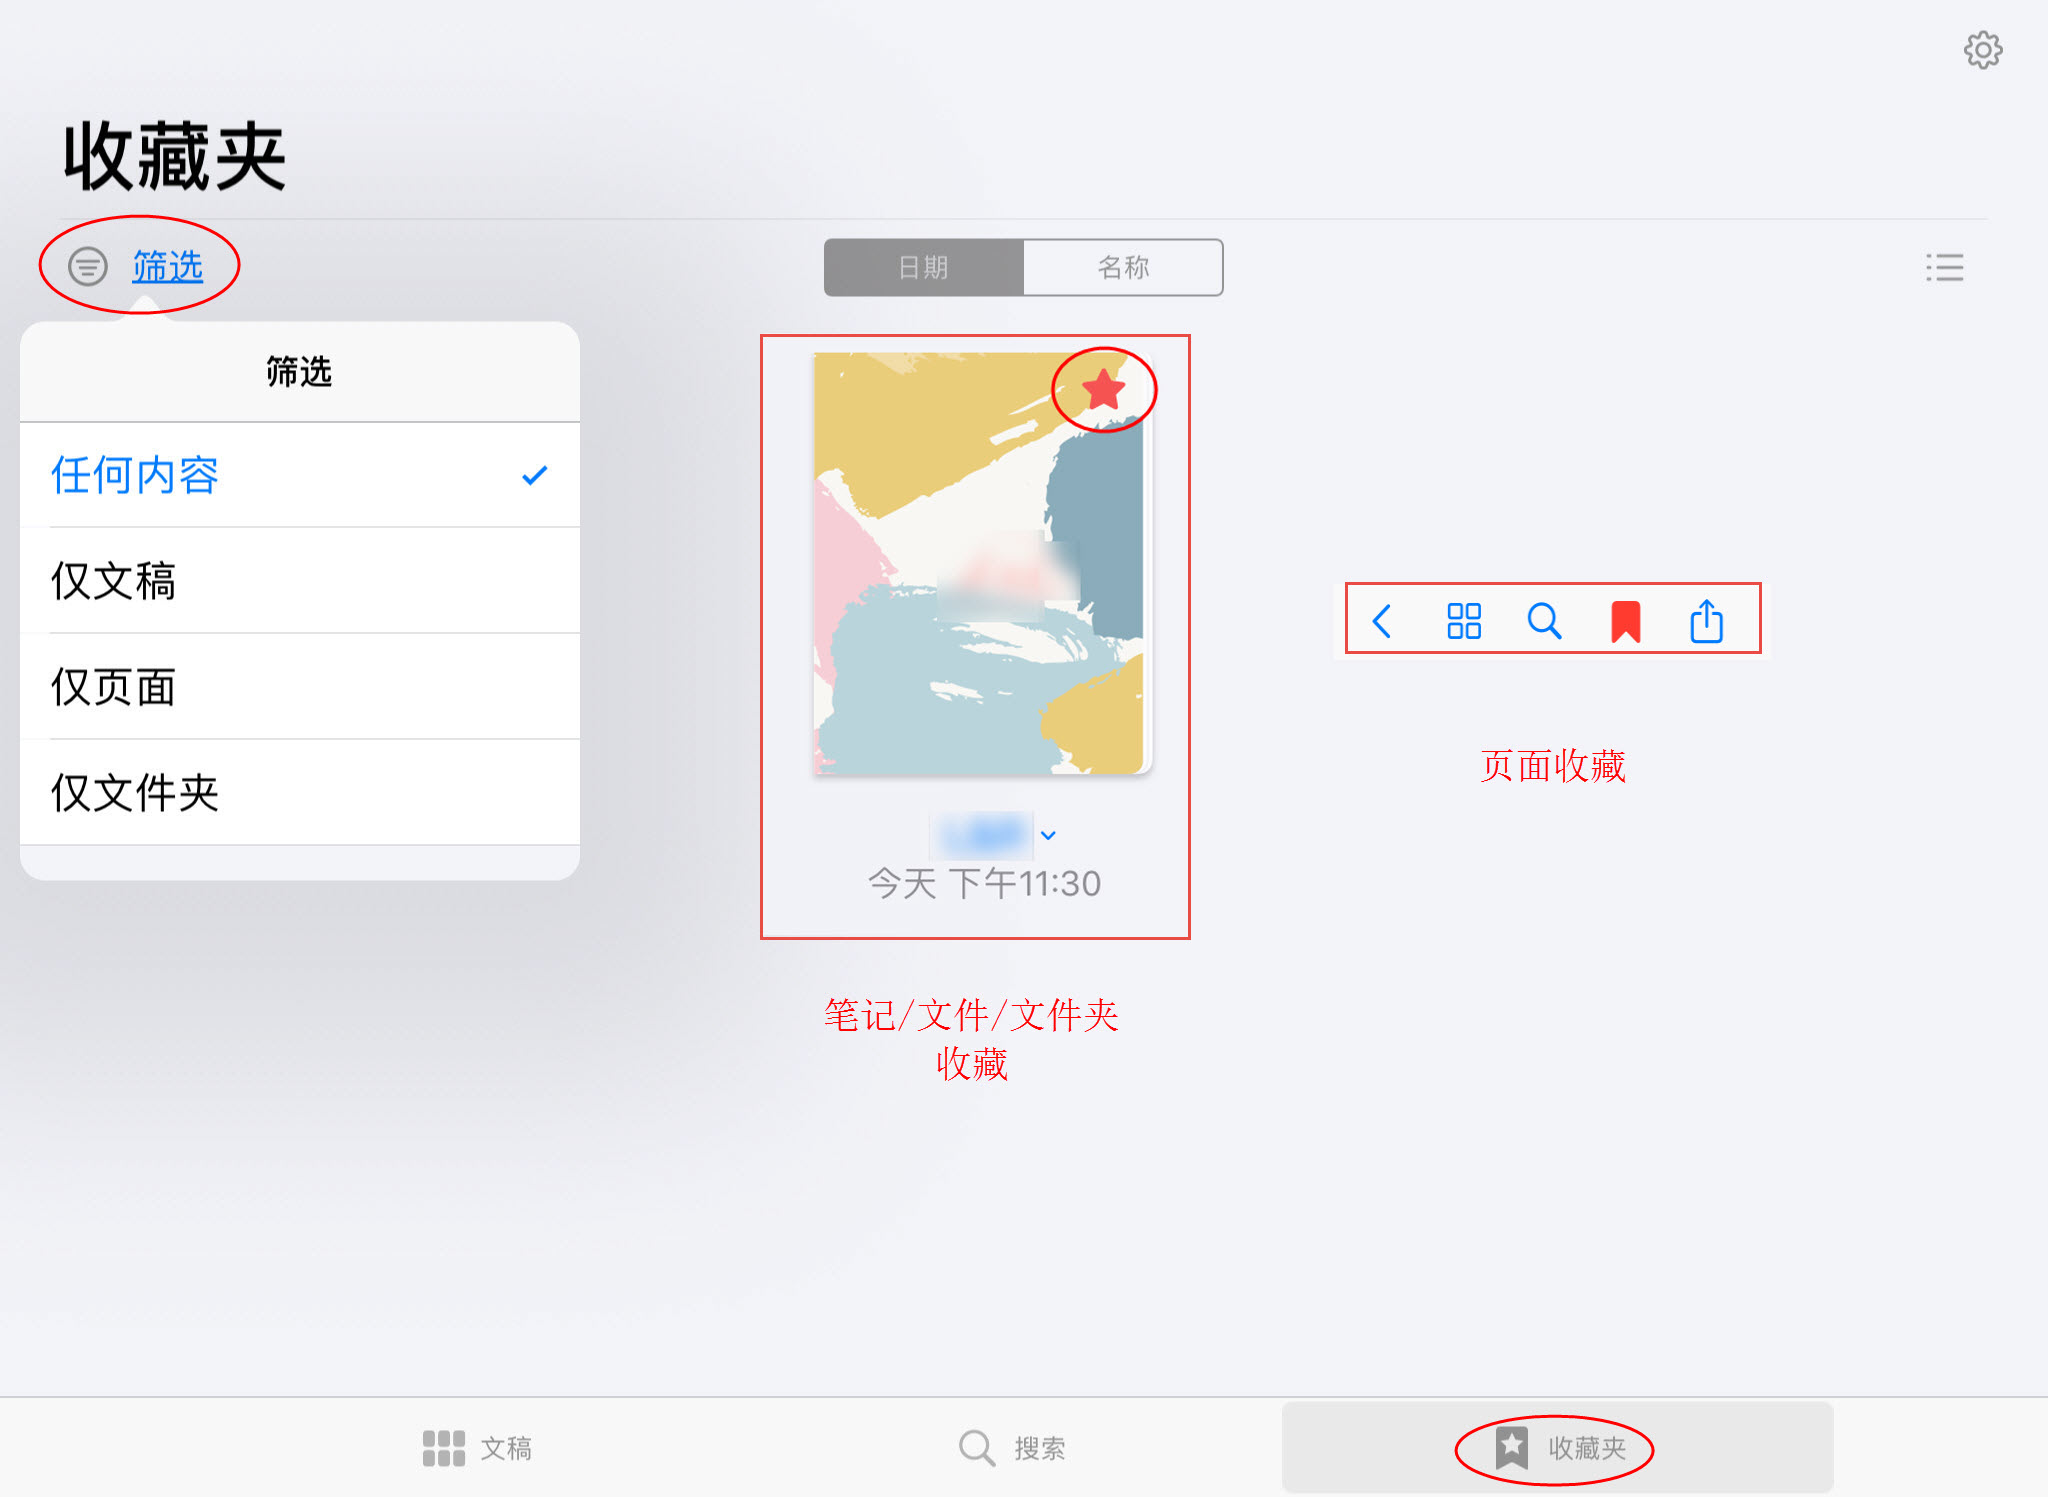 收藏夹
筛选
日期
名称
筛选
任何内容
仅文稿
仅页面
仅文件夹
今天 下午11:30
笔记/文件/文件夹
收藏
页面收藏
文稿
搜索
收藏夹